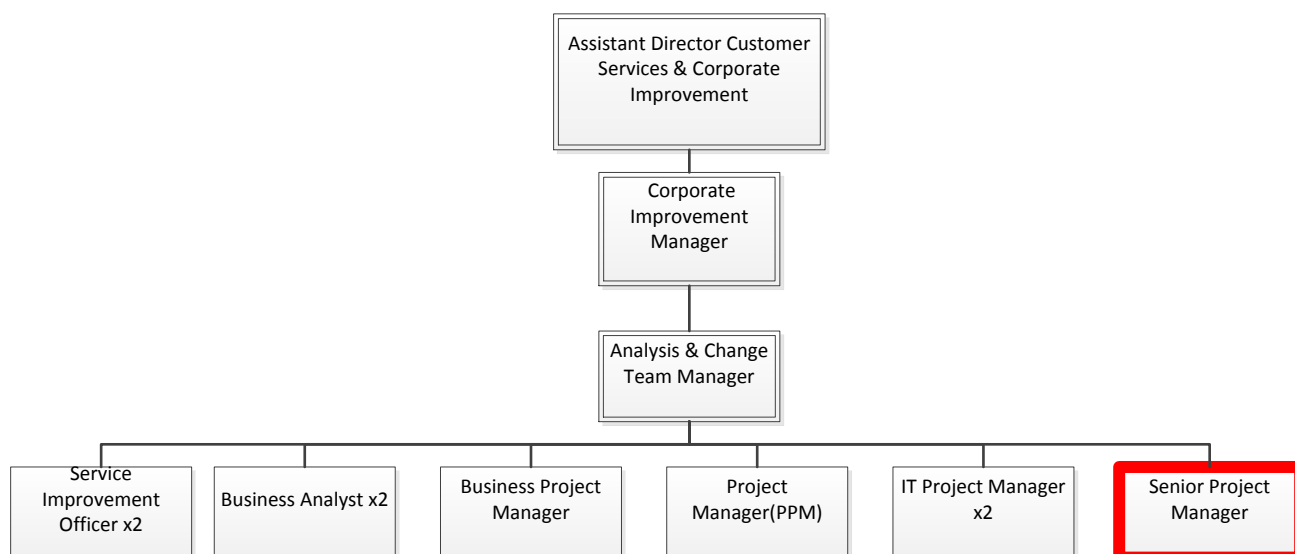 Assistant Director Customer
Services & Corporate
Improvement
Corporate
Improvement
Manager
Analysis & Change
Team Manager
Service
Improvement
Officer x2
Business Analyst x2
Business Project
Manager
Project
Manager(PPM)
IT Project Manager
x2
Senior Project
Manager